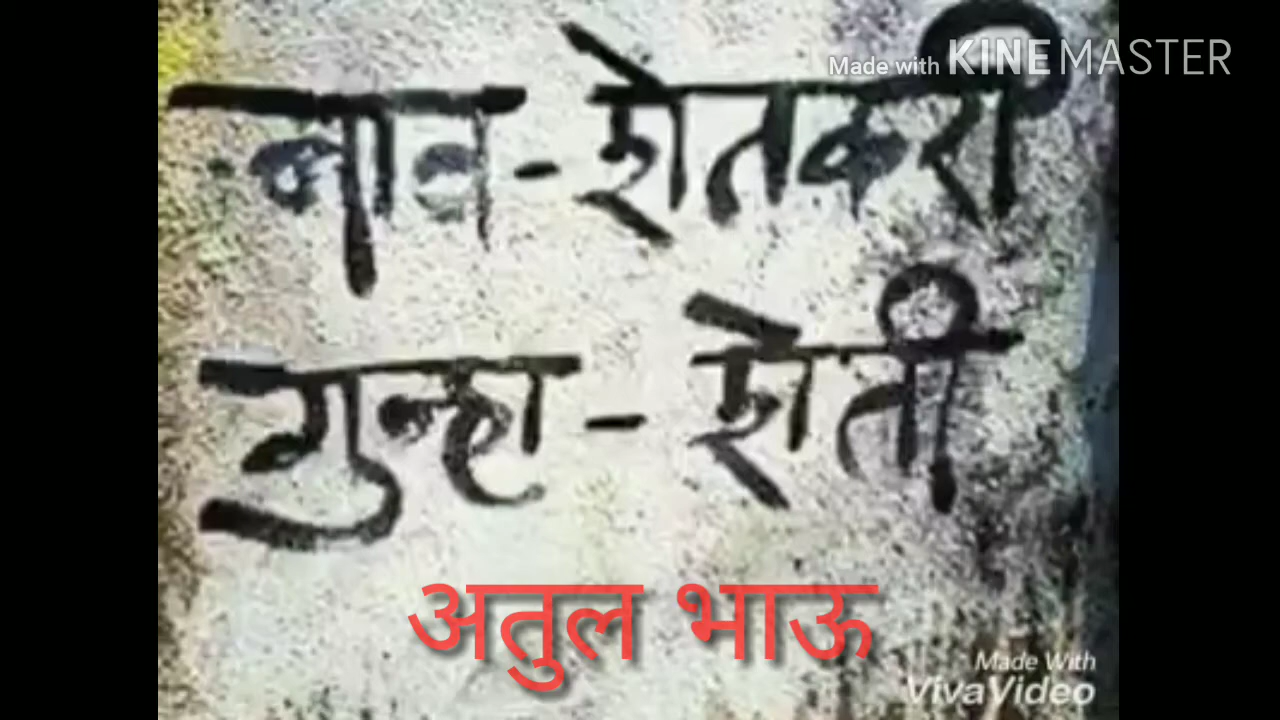 Made with KINEMASTER
नाव - शेतकरी
गुन्हा - शेती
अतुल भाऊ
Made With
VivaVideo